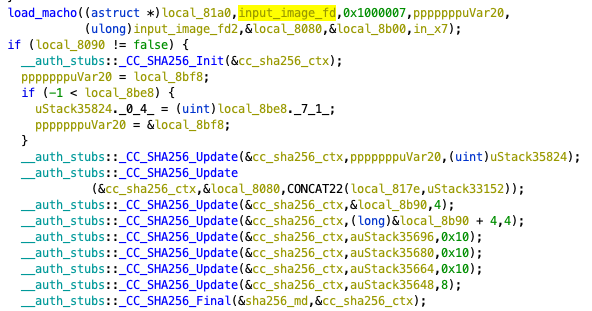 load_macho((astruct *)local_81a0,input_image_fd,0x1000007,pppppppuVar20,
(ulong)input_image_fd2,&local_8080,&local_8b00,in_x7);
if (local_8090 != false) {
__auth_stubs::_CC_SHA256_Init(&cc_sha256_ctx);
pppppppuVar20 = local_8bf8;
if (-1 < local_8be8) {
uStack35824._0_4_ = (uint)local_8be8._7_1_;
pppppppuVar20 = &local_8bf8;
}
__auth_stubs::_CC_SHA256_Update(&cc_sha256_ctx,pppppppuVar20,(uint)uStack35824);
__auth_stubs::_CC_SHA256_Update
(&cc_sha256_ctx,&local_8080,CONCAT22(local_817e,uStack33152));
__auth_stubs::_CC_SHA256_Update(&cc_sha256_ctx,&local_8b90,4);
__auth_stubs::_CC_SHA256_Update(&cc_sha256_ctx,(long)&local_8b90 + 4,4);
__auth_stubs::_CC_SHA256_Update(&cc_sha256_ctx,auStack35696,0x10);
__auth_stubs::_CC_SHA256_Update(&cc_sha256_ctx,auStack35680,0x10);
__auth_stubs::_CC_SHA256_Update(&cc_sha256_ctx,auStack35664,0x10);
__auth_stubs::_CC_SHA256_Update(&cc_sha256_ctx,auStack35648,8);
__auth_stubs::_CC_SHA256_Final(&sha256_md,&cc_sha256_ctx);